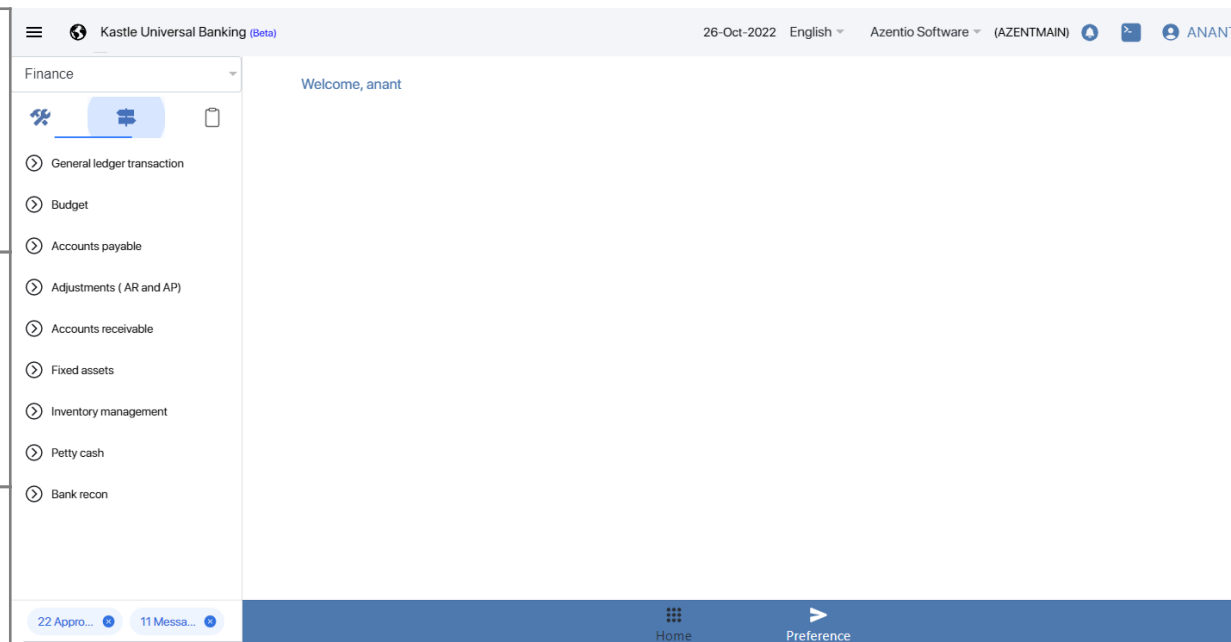 Kastle Universal Banking (Beta)
26-Oct-2022 English Azentio Software (AZENTMAIN) ANANT
Finance
Welcome, anant
General ledger transaction
Budget
Accounts payable
Adjustments ( AR and AP)
Accounts receivable
Fixed assets
Inventory management
Petty cash
Bank recon
22 Appro... 11 Messa...
Home Preference